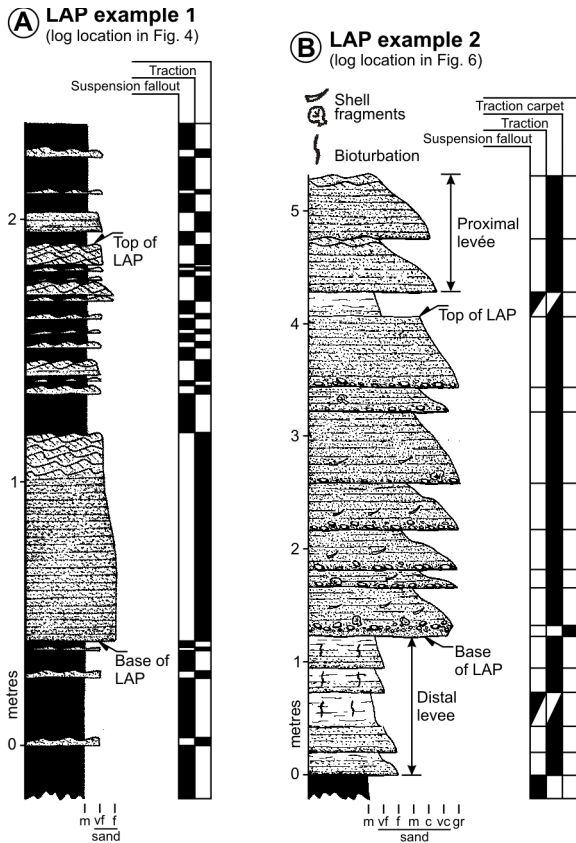 A LAP example 1
(log location in Fig. 4)
Traction
Suspension fallout
2
Top of
LAP
1
Base of
LAP
metres
0
m vf f
sand
B LAP example 2
(log location in Fig. 6)
Shell
fragments
Bioturbation
Traction carpet
Traction
Suspension fallout
5
Proximal
levée
Top of LAP
4
3
2
Base
of LAP
1
Distal
levee
metres
0
m vf f m c vc gr
sand